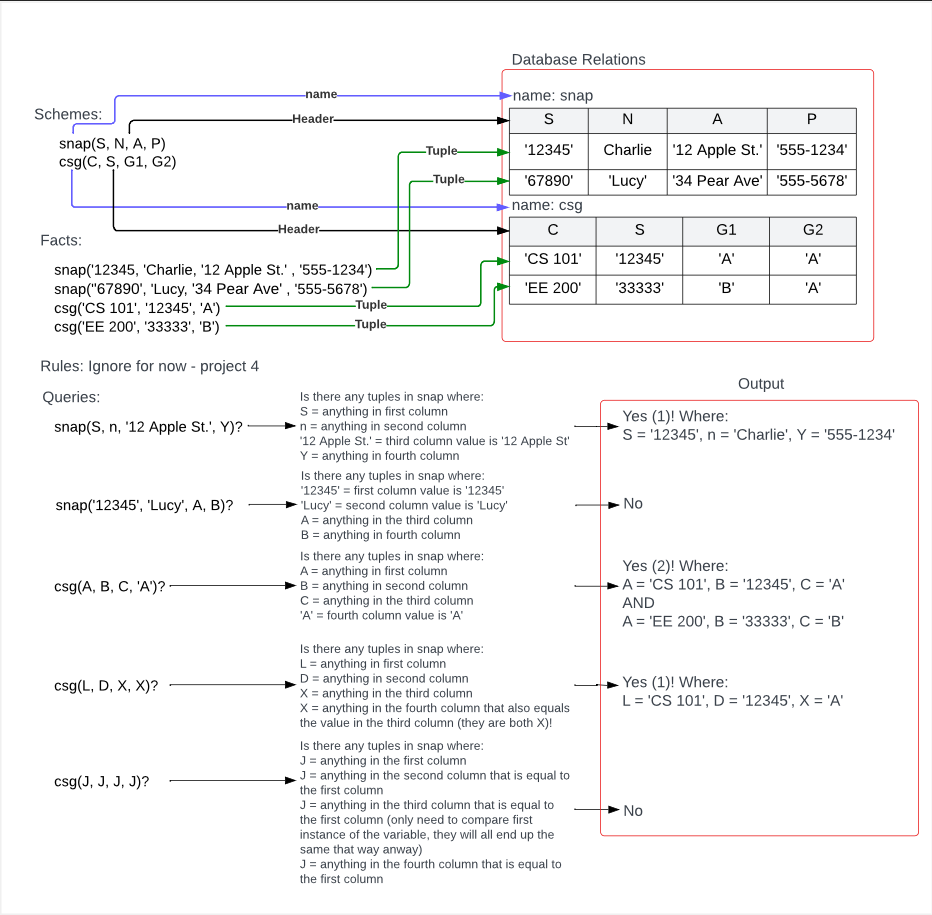 Database Relations
name
name: snap
Schemes:
Header
S N A P
snap(S, N, A, P)
Tuple
'12345' Charlie '12 Apple St.' '555-1234'
csg(C, S, G1, G2)
Tuple
'67890' 'Lucy' '34 Pear Ave' '555-5678'
name
name: csg
Header
C S G1 G2
Facts:
'CS 101' '12345' 'A' 'A'
snap('12345, 'Charlie, '12 Apple St.' , '555-1234')
snap("67890', 'Lucy, '34 Pear Ave' , '555-5678')
'EE 200' '33333' 'B' 'A'
csg('CS 101', '12345', 'A')
Tuple
csg('EE 200', '33333', 'B')
Tuple
Rules: Ignore for now - project 4
Output
Queries:
snap(S, n, '12 Apple St.', Y)?
Is there any tuples in snap where:
S = anything in first column
n = anything in second column
'12 Apple St.' = third column value is '12 Apple St'
Y = anything in fourth column
Yes (1)! Where:
S = '12345', n = 'Charlie', Y = '555-1234'
snap('12345', 'Lucy', A, B)?
Is there any tuples in snap where:
'12345' = first column value is '12345'
'Lucy' = second column value is 'Lucy'
A = anything in the third column
B = anything in fourth column
No
csg(A, B, C, 'A')?
Is there any tuples in snap where:
A = anything in first column
B = anything in second column
C = anything in the third column
'A' = fourth column value is 'A'
Yes (2)! Where:
A = 'CS 101', B = '12345', C = 'A'
AND
A = 'EE 200', B = '33333', C = 'B'
csg(L, D, X, X)?
Is there any tuples in snap where:
L = anything in first column
D = anything in second column
X = anything in the third column
X = anything in the fourth column that also equals
the value in the third column (they are both X)!
Yes (1)! Where:
L = 'CS 101', D = '12345', X = 'A'
csg(J, J, J, J)?
Is there any tuples in snap where:
J = anything in the first column
J = anything in the second column that is equal to
the first column
J = anything in the third column that is equal to
the first column (only need to compare first
instance of the variable, they will all end up the
same that way anway)
J = anything in the fourth column that is equal to
the first column
No